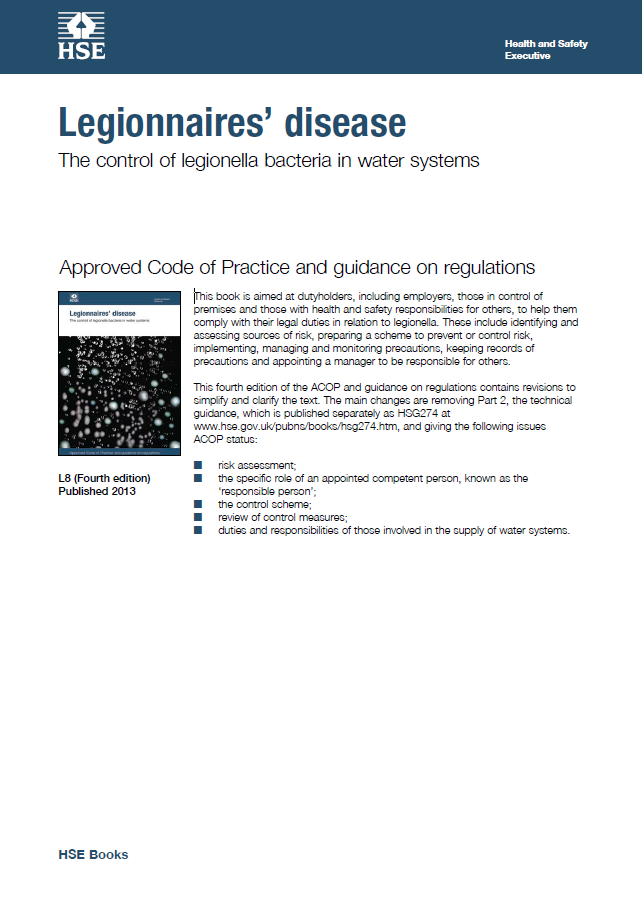 HSE
Health and Safety
Executive
Legionnaires' disease
The control of legionella bacteria in water systems
Approved Code of Practice and guidance on regulations
HSE
Legionnaires' disease
The control of legionella bacteria in water systems
Approved Code of Practice and guidance on regulations
L8 (Fourth edition)
Published 2013
This book is aimed at dutyholders, including employers, those in control of
premises and those with health and safety responsibilities for others, to help them
comply with their legal duties in relation to legionella. These include identifying and
assessing sources of risk, preparing a scheme to prevent or control risk,
implementing, managing and monitoring precautions, keeping records of
precautions and appointing a manager to be responsible for others.
This fourth edition of the ACOP and guidance on regulations contains revisions to
simplify and clarify the text. The main changes are removing Part 2, the technical
guidance, which is published separately as HSG274 at
www.hse.gov.uk/pubns/books/hsg274.htm, and giving the following issues
ACOP status:
■ risk assessment;
■ the specific role of an appointed competent person, known as the
'responsible person';
■ the control scheme;
■ review of control measures;
■ duties and responsibilities of those involved in the supply of water systems.
HSE Books